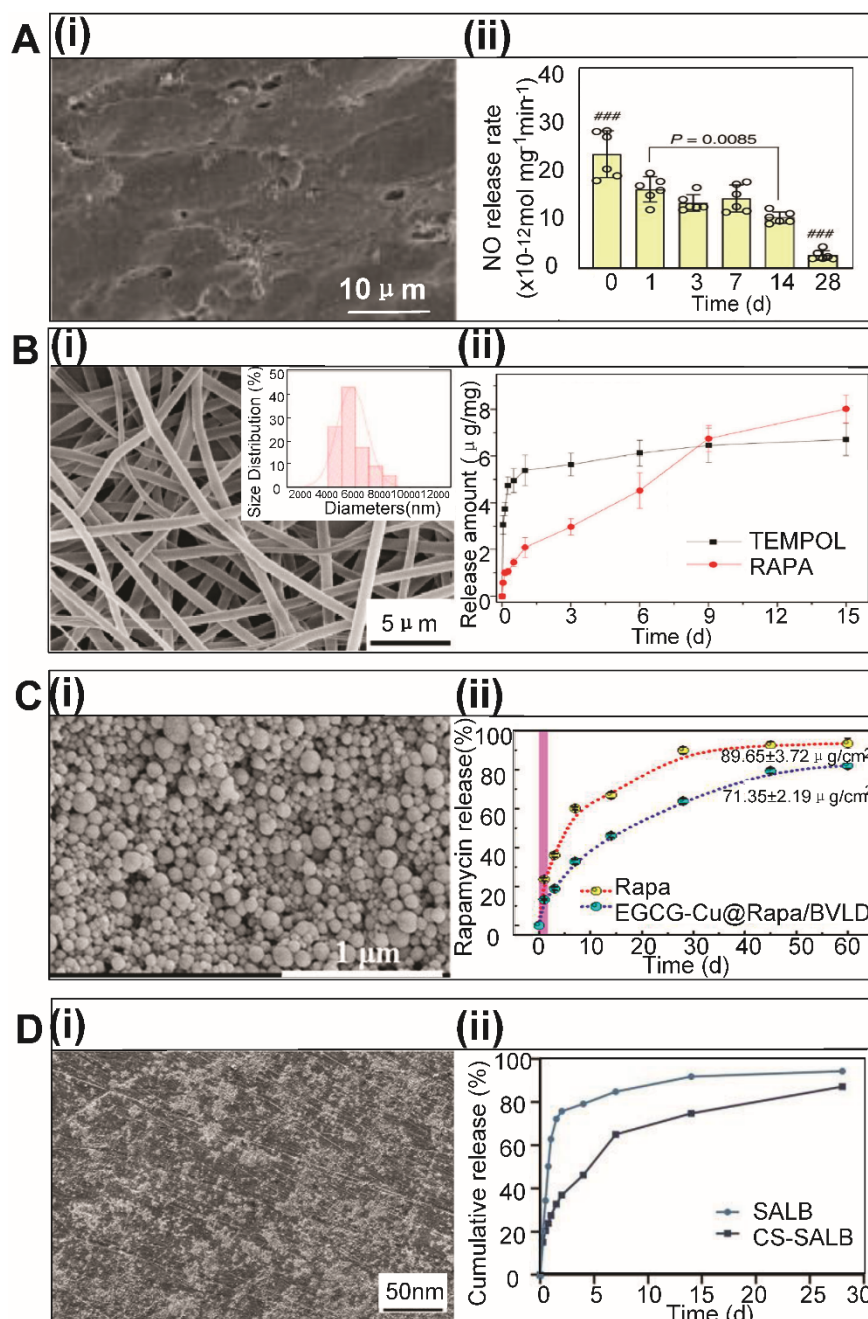 A
(i)
(ii)
10 μm
NO release rate
(x10-12mol mg-1min-1)
40
30
20
10
0
###
P = 0.0085
###
0 1 3 7 14 28
Time (d)
B
(i)
(ii)
Size Distribution (%)
50
40
30
20
10
0
2000 4000 6000 8000 10000 12000
Diameters(nm)
5 μm
Release amount ( μ g/mg)
8
6
4
2
0
TEMPOL
RAPA
0 3 6 9 12 15
Time (d)
C
(i)
(ii)
1 μm
Rapamycin release(%)
100
80
60
40
20
0
89.65±3.72 μ g/cm2
71.35±2.19 μ g/cm2
Rapa
EGCG-Cu@Rapa/BVLD
0 10 20 30 40 50 60
Time (d)
D
(i)
(ii)
50nm
Cumulative release (%)
100
80
60
40
20
0
SALB
CS-SALB
0 5 10 15 20 25 30
Time (d)